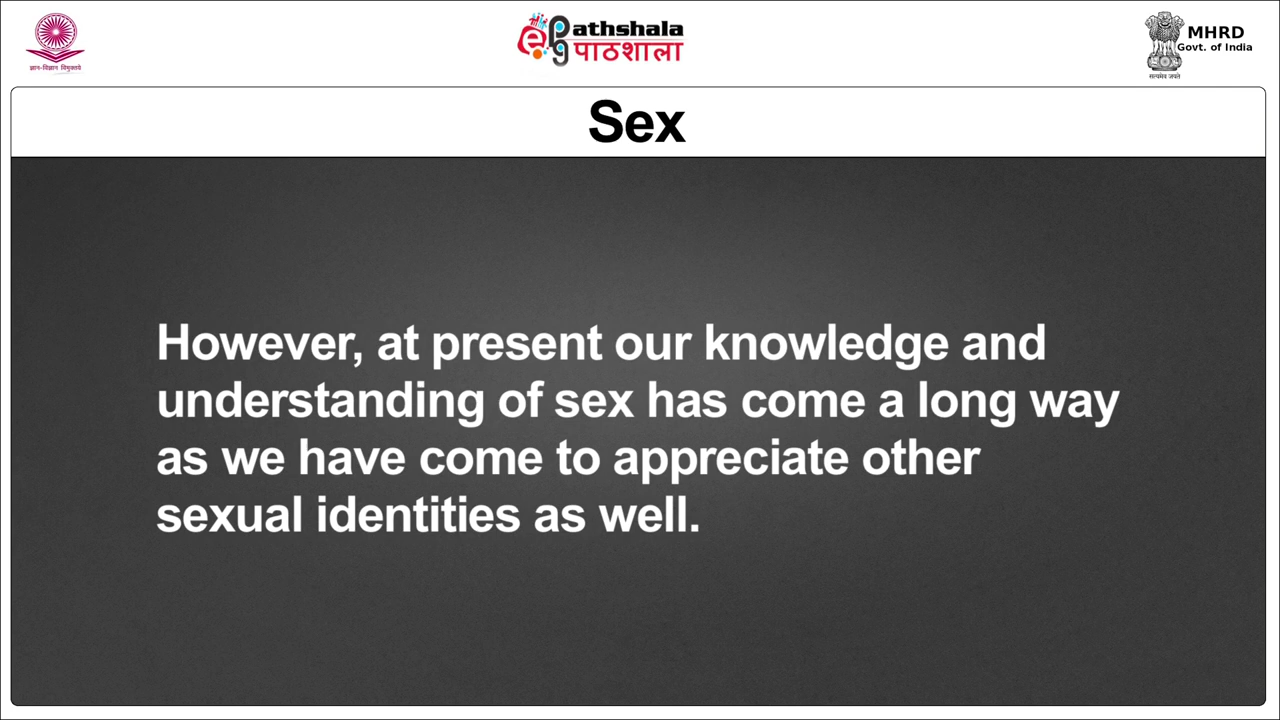 ज्ञान-विज्ञान विमुक्तये
ePG Pathshala
पाठशाला
MHRD
Govt. of India
सत्यमेव जयते
Sex
However, at present our knowledge and
understanding of sex has come a long way
as we have come to appreciate other
sexual identities as well.